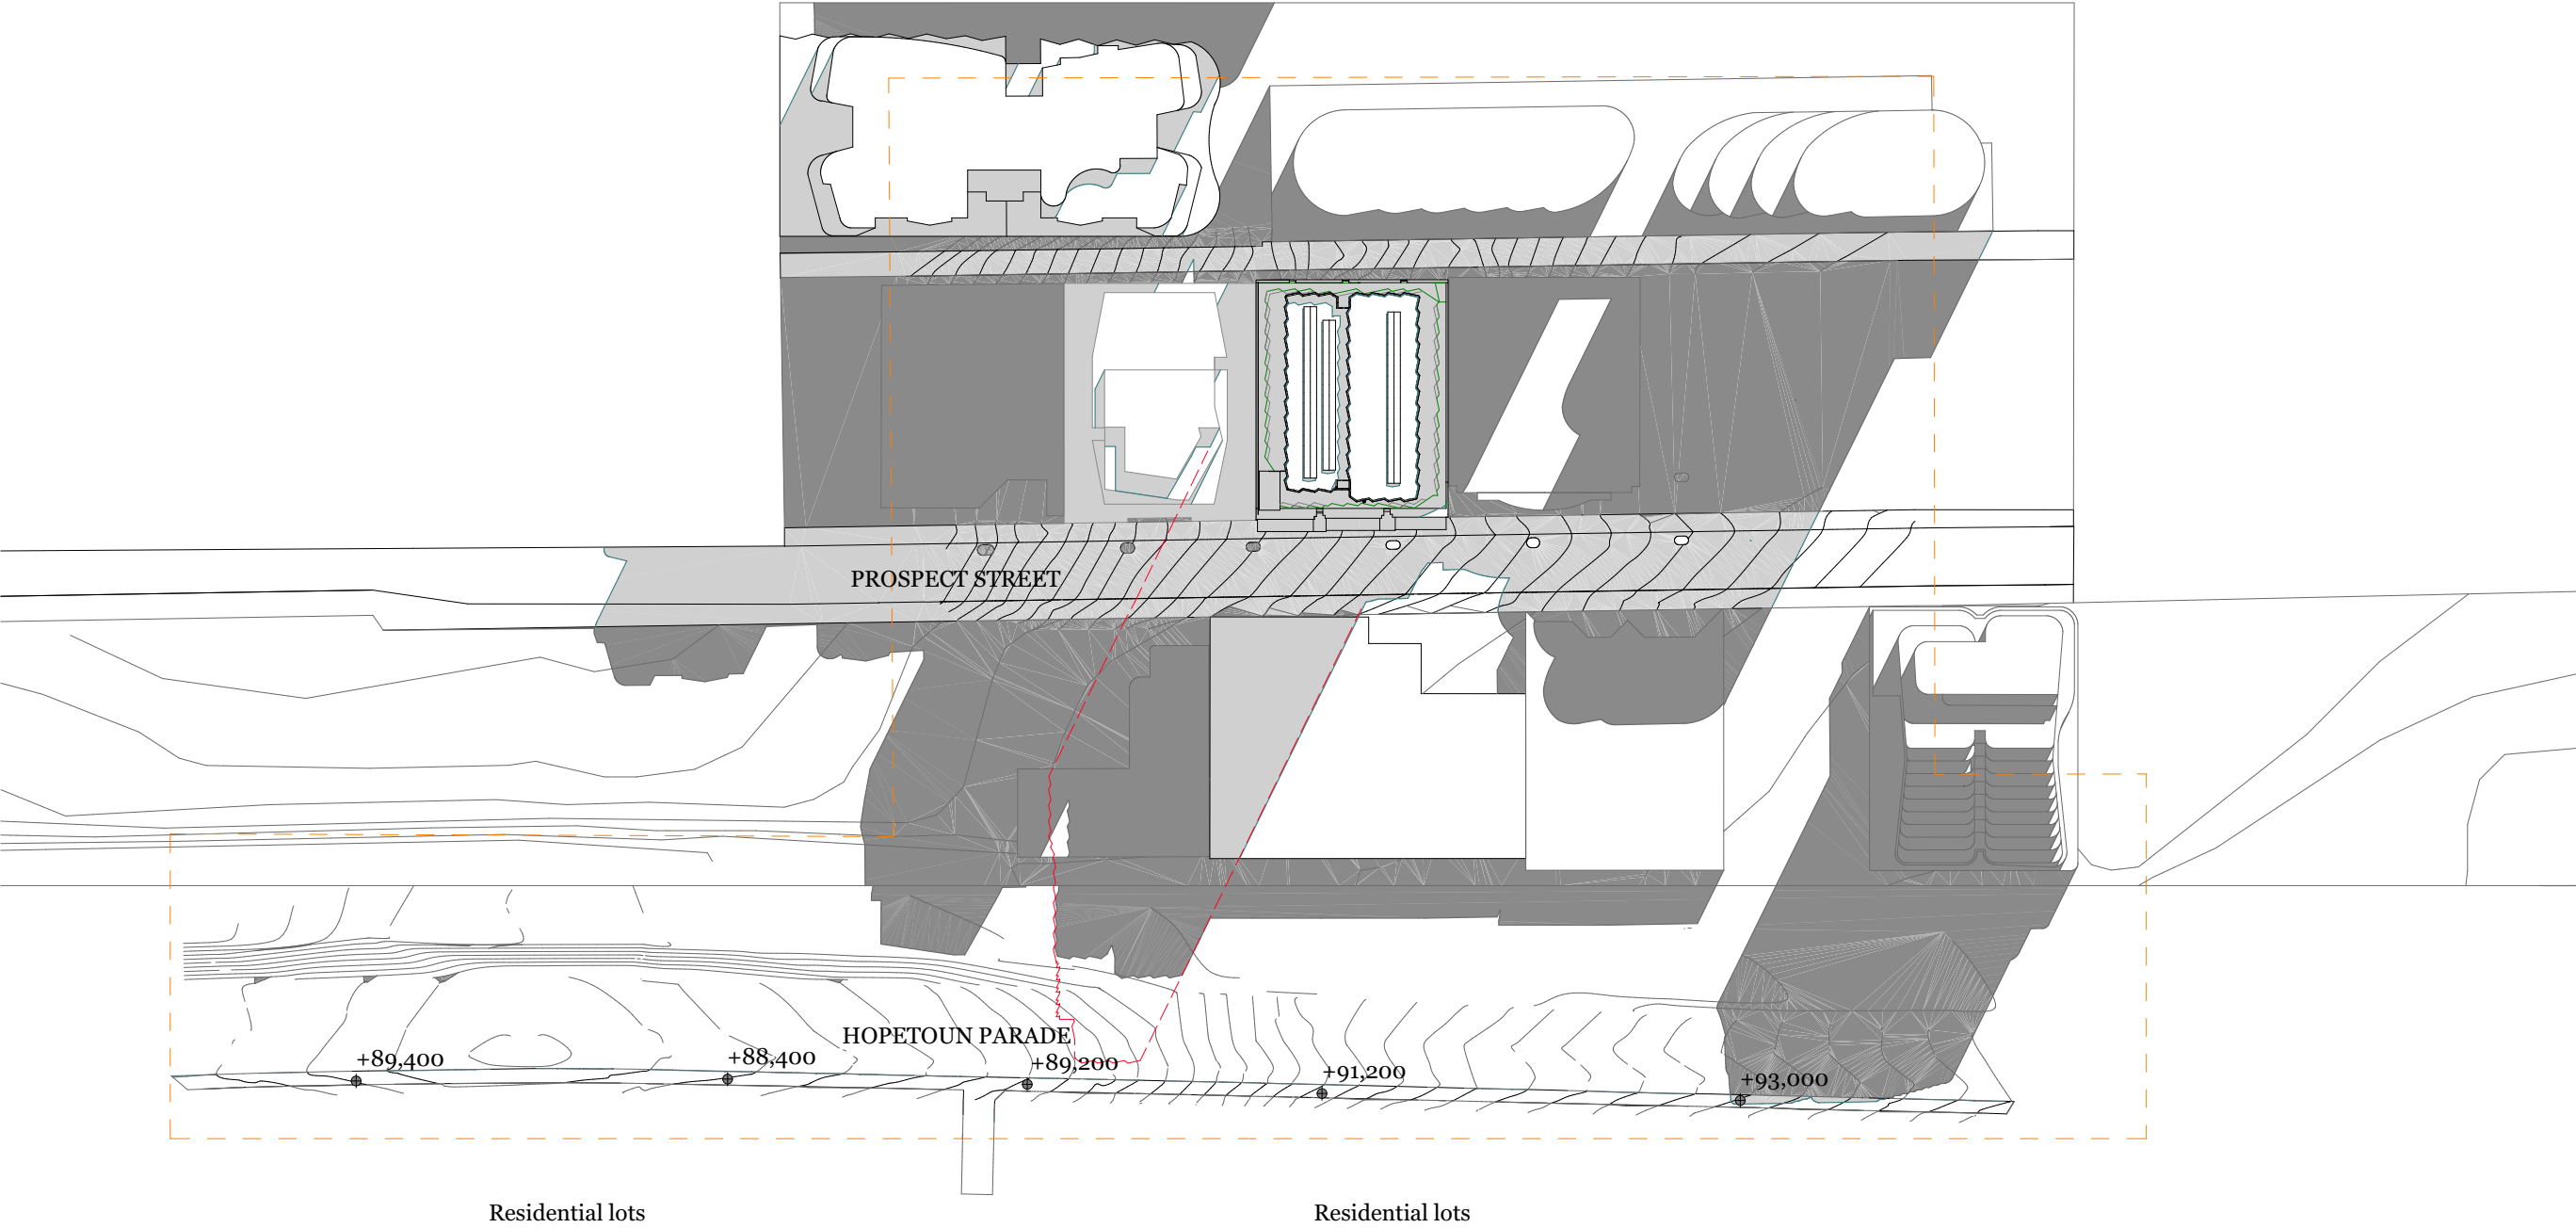 PROSPECT STREET
HOPETOUN PARADE
+89,400
+88,400
+89,200
+91,200
+93,000
Residential lots
Residential lots